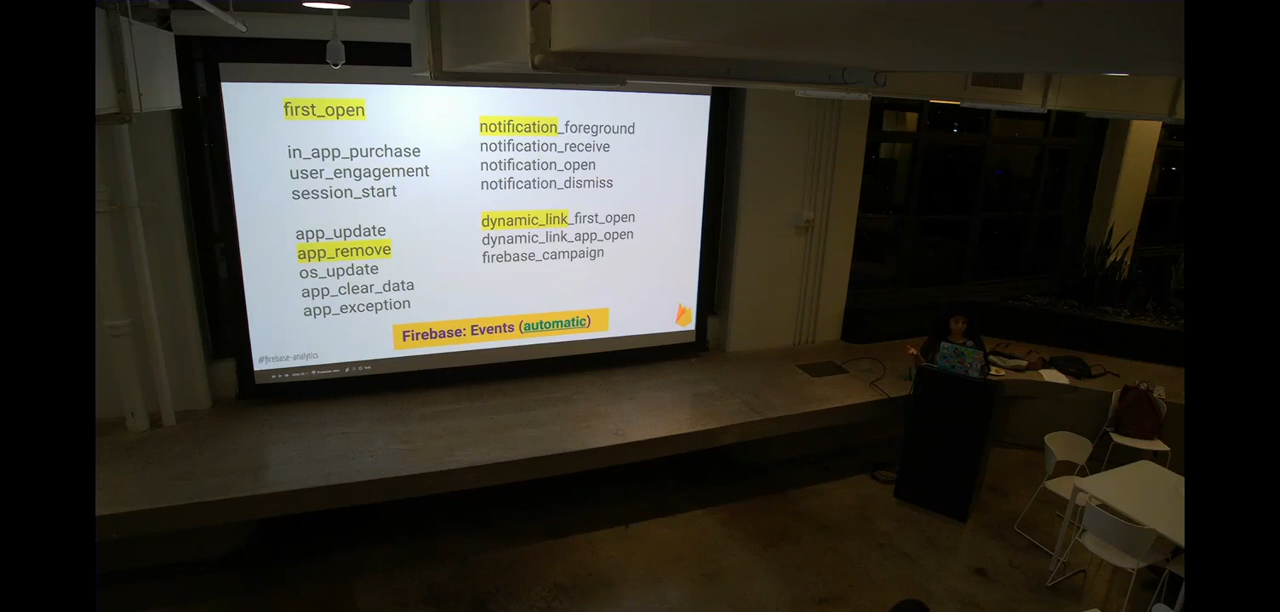 first_open
in_app_purchase
user_engagement
session_start
app_update
app_remove
os_update
app_clear_data
app_exception
notification_foreground
notification_receive
notification_open
notification_dismiss
dynamic_link_first_open
dynamic_link_app_open
firebase_campaign
Firebase: Events (automatic)
#firebase-analytics